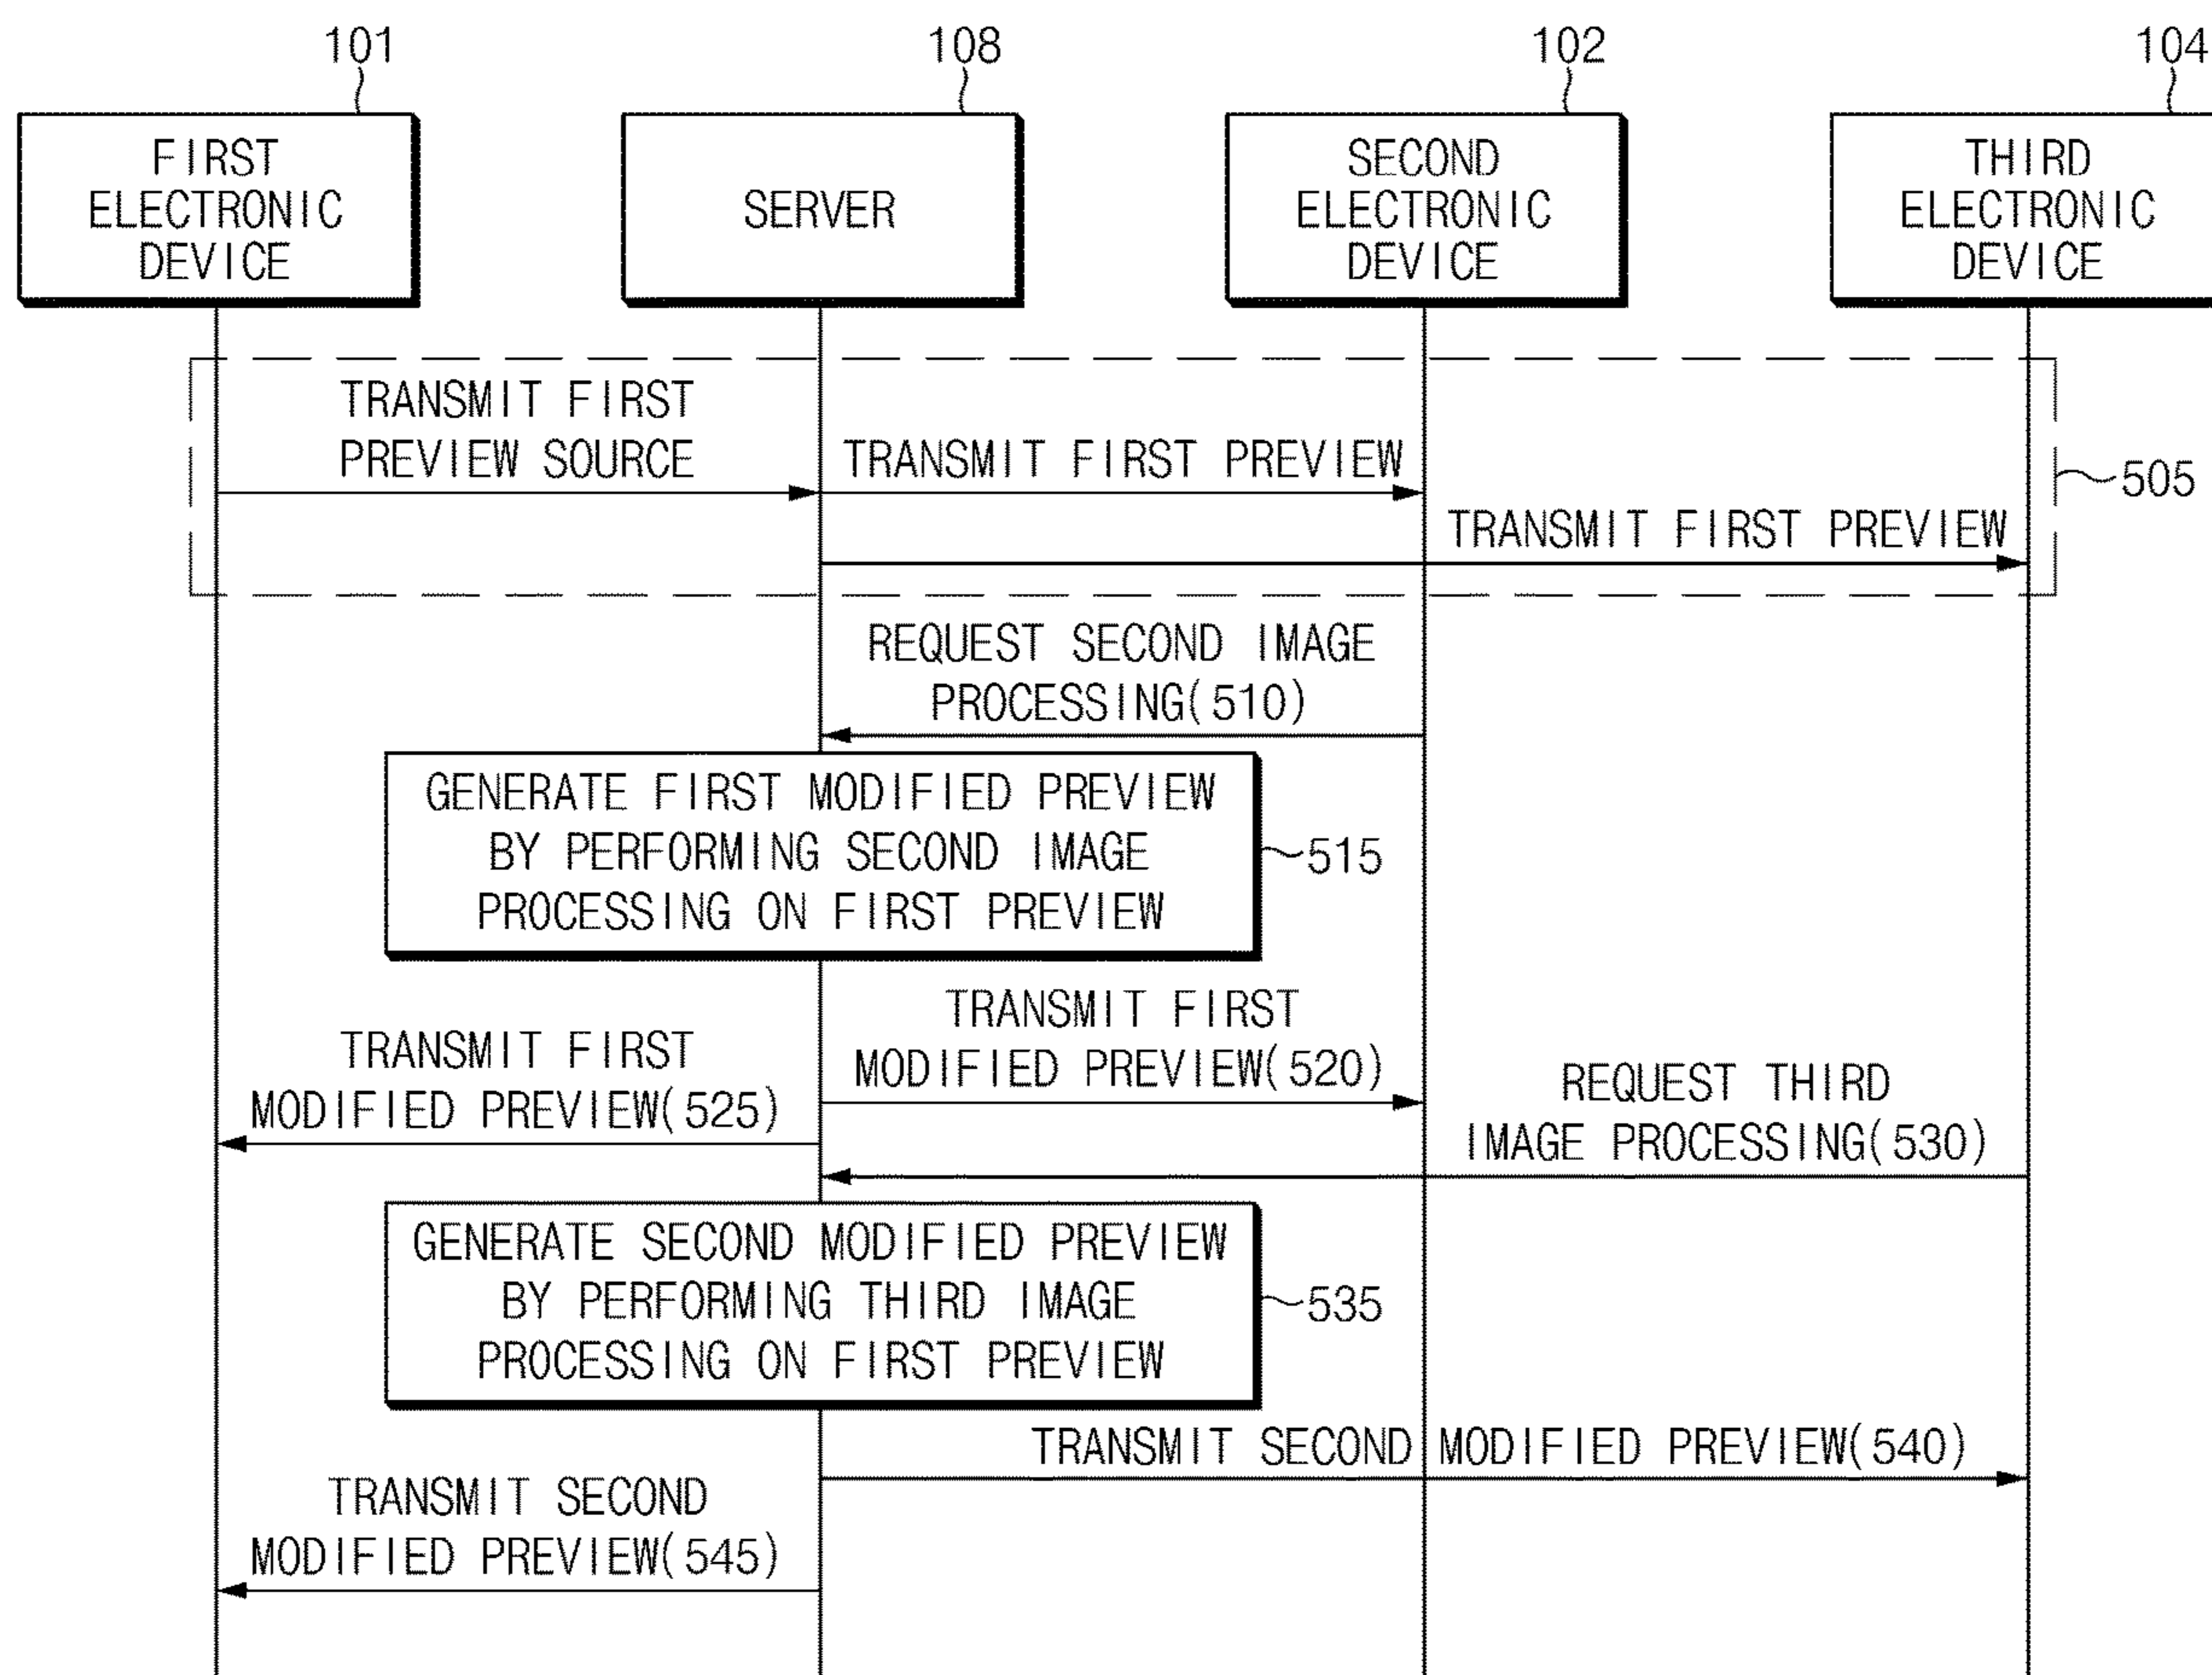 101
108
102
104
FIRST
ELECTRONIC
DEVICE
SERVER
SECOND
ELECTRONIC
DEVICE
THIRD
ELECTRONIC
DEVICE
TRANSMIT FIRST
PREVIEW SOURCE
TRANSMIT FIRST PREVIEW
505
TRANSMIT FIRST PREVIEW
REQUEST SECOND IMAGE
PROCESSING(510)
GENERATE FIRST MODIFIED PREVIEW
BY PERFORMING SECOND IMAGE
PROCESSING ON FIRST PREVIEW
515
TRANSMIT FIRST
MODIFIED PREVIEW(520)
TRANSMIT FIRST
MODIFIED PREVIEW(525)
REQUEST THIRD
IMAGE PROCESSING(530)
GENERATE SECOND MODIFIED PREVIEW
BY PERFORMING THIRD IMAGE
PROCESSING ON FIRST PREVIEW
535
TRANSMIT SECOND MODIFIED PREVIEW(540)
TRANSMIT SECOND
MODIFIED PREVIEW(545)